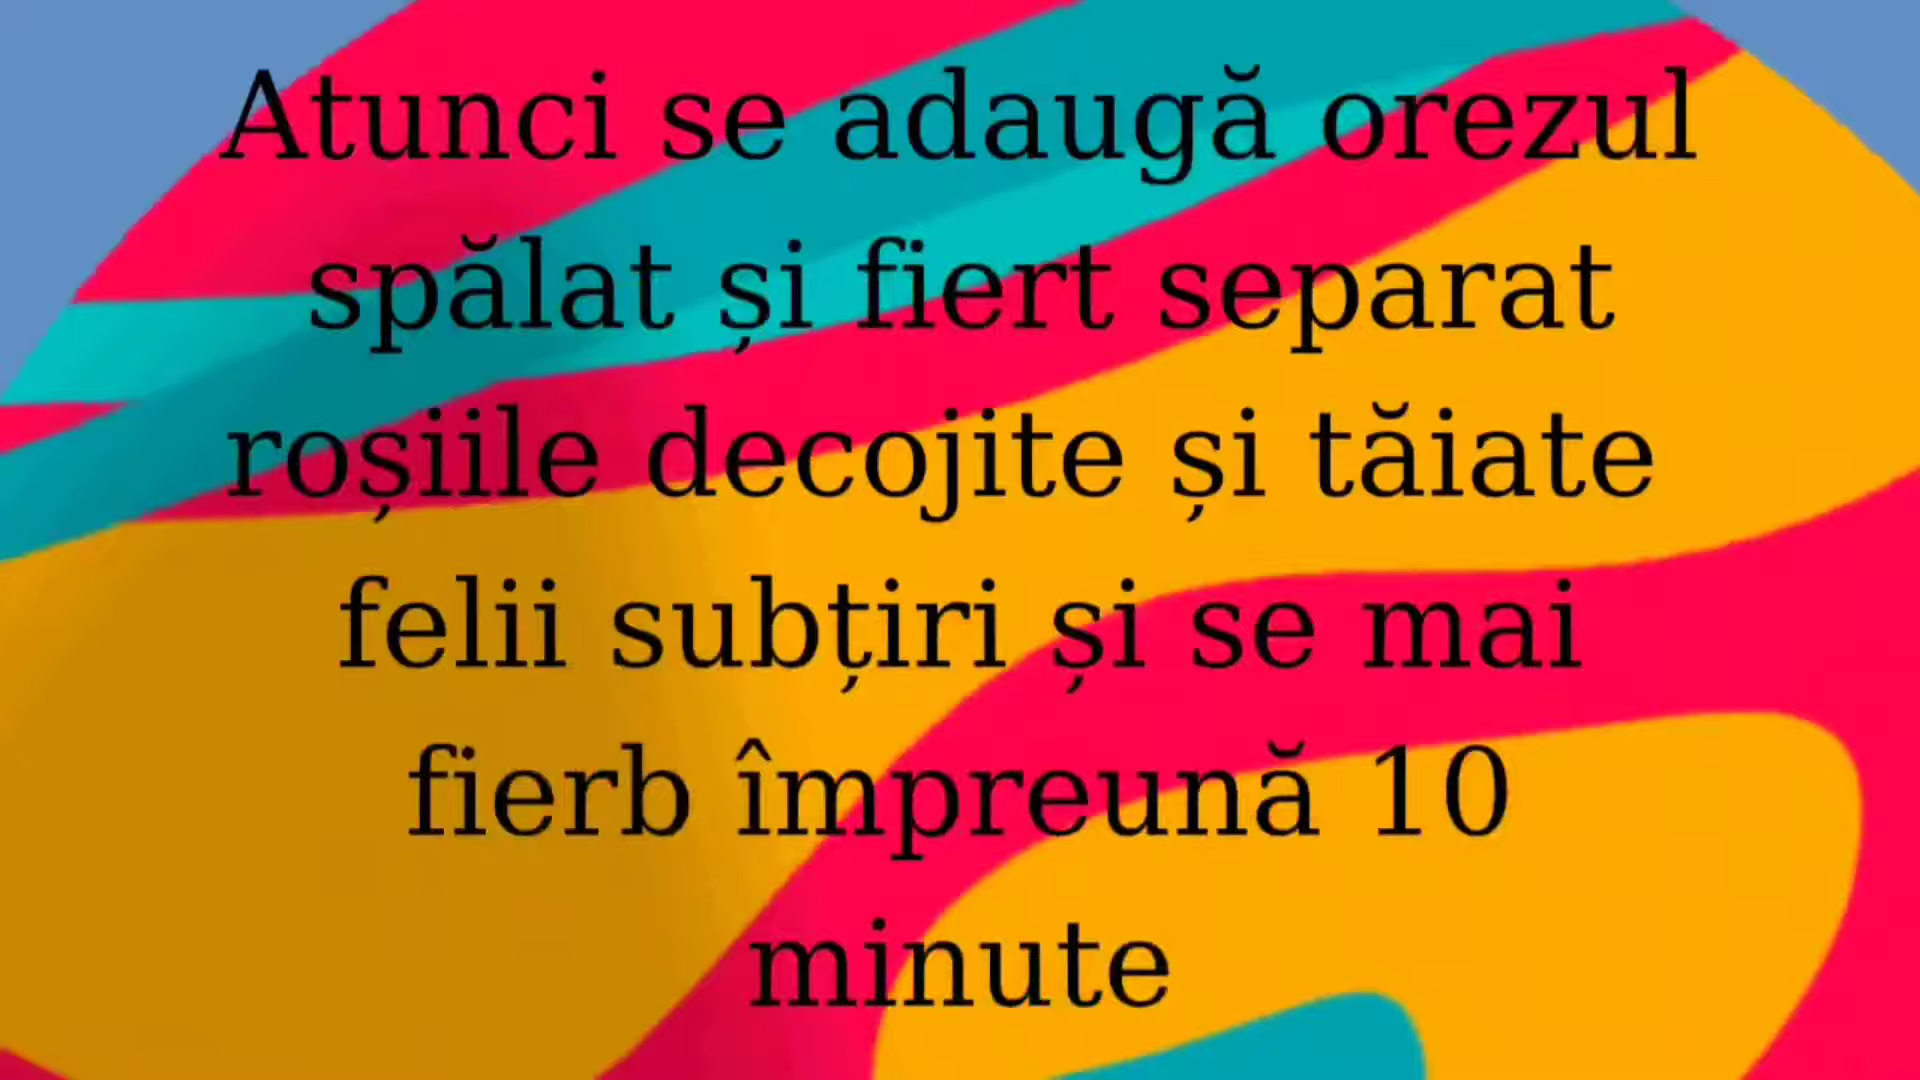 Atunci se adaugă orezul
spălat și fiert separat
roșiile decojite și tăiate
felii subțiri și se mai
fierb împreună 10
minute